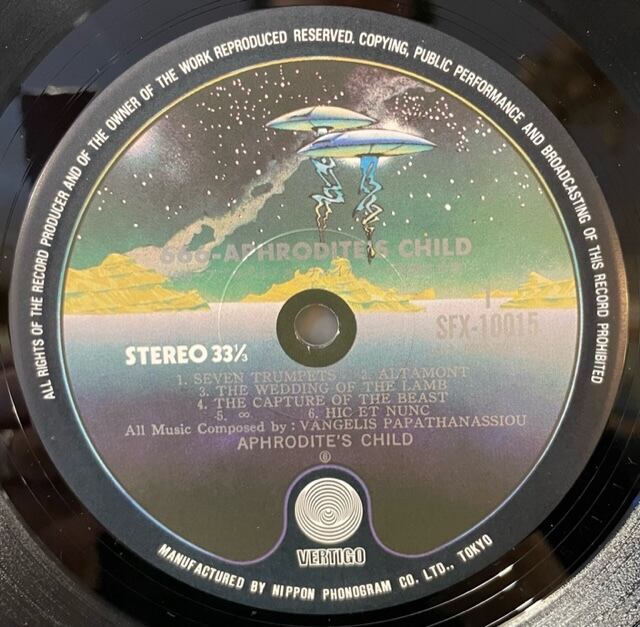 ALL RIGHTS OF THE RECORD PRODUCER AND OF THE OWNER OF THE WORK REPRODUCED RESERVED. COPYING, PUBLIC PERFORMANCE AND BROADCASTING OF THIS RECORD PROHIBITED
666-APHRODITE'S CHILD
1
SFX-10015
STEREO 33⅓
1. SEVEN TRUMPETS 2. ALTAMONT
3. THE WEDDING OF THE LAMB
4. THE CAPTURE OF THE BEAST
5. ∞ 6. HIC ET NUNC
All Music Composed by : VANGELIS PAPATHANASSIOU
APHRODITE'S CHILD
VERTIGO
MANUFACTURED BY NIPPON PHONOGRAM CO. LTD., TOKYO